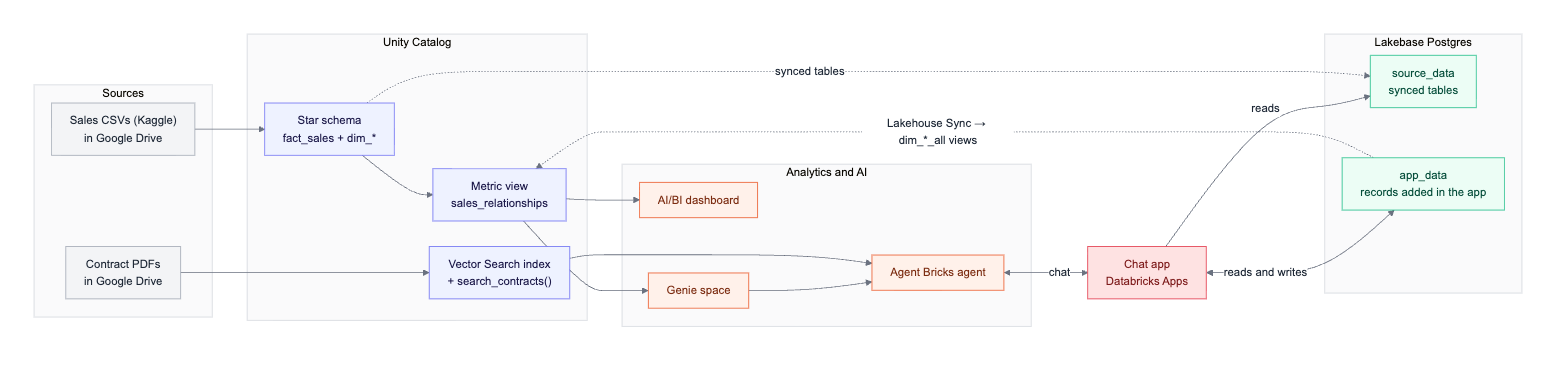 Sources
Sales CSVs (Kaggle)
in Google Drive
Contract PDFs
in Google Drive
Unity Catalog
Star schema
fact_sales + dim_*
Metric view
sales_relationships
Vector Search index
+ search_contracts()
synced tables
Lakehouse Sync →
dim_*_all views
Analytics and AI
AI/BI dashboard
Genie space
Agent Bricks agent
chat
Chat app
Databricks Apps
reads
reads and writes
Lakebase Postgres
source_data
synced tables
app_data
records added in the app